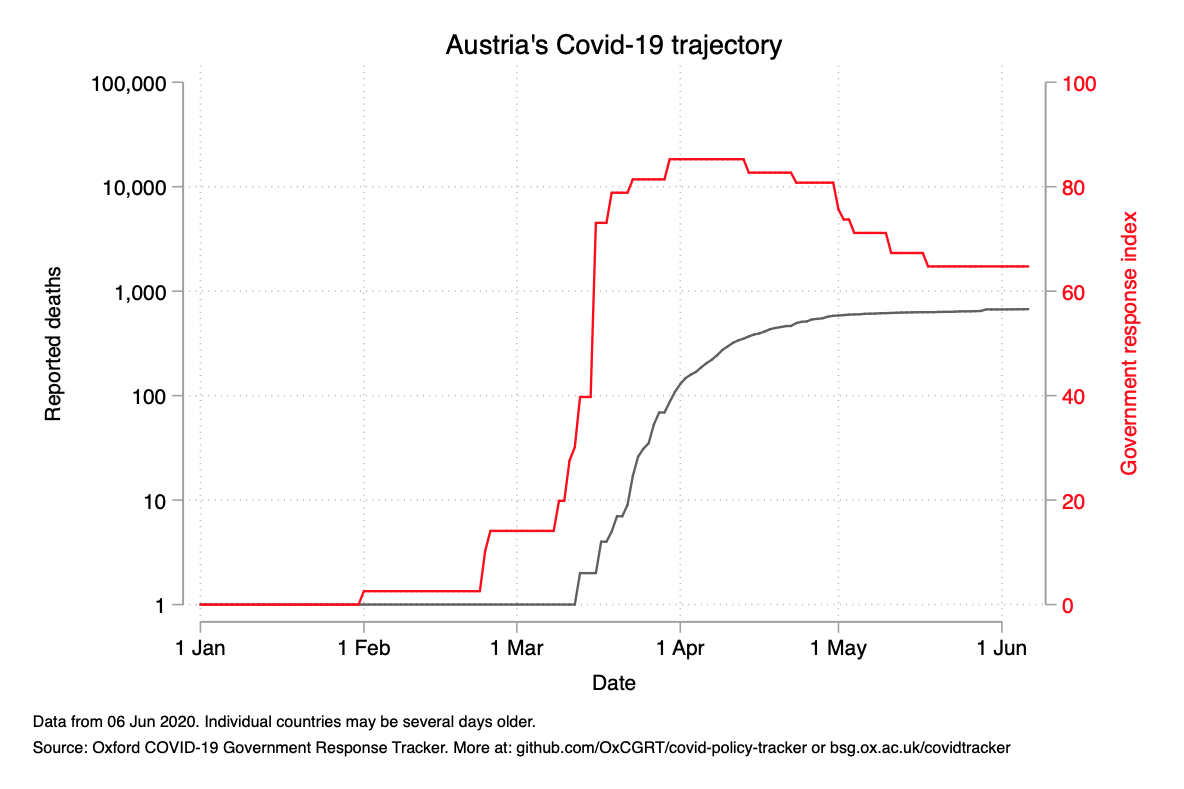 Austria's Covid-19 trajectory
100,000
10,000
1,000
100
10
1
Reported deaths
100
80
60
40
20
0
Government response index
1 Jan
1 Feb
1 Mar
1 Apr
1 May
1 Jun
Date
Data from 06 Jun 2020. Individual countries may be several days older.
Source: Oxford COVID-19 Government Response Tracker. More at: github.com/OxCGRT/covid-policy-tracker or bsg.ox.ac.uk/covidtracker